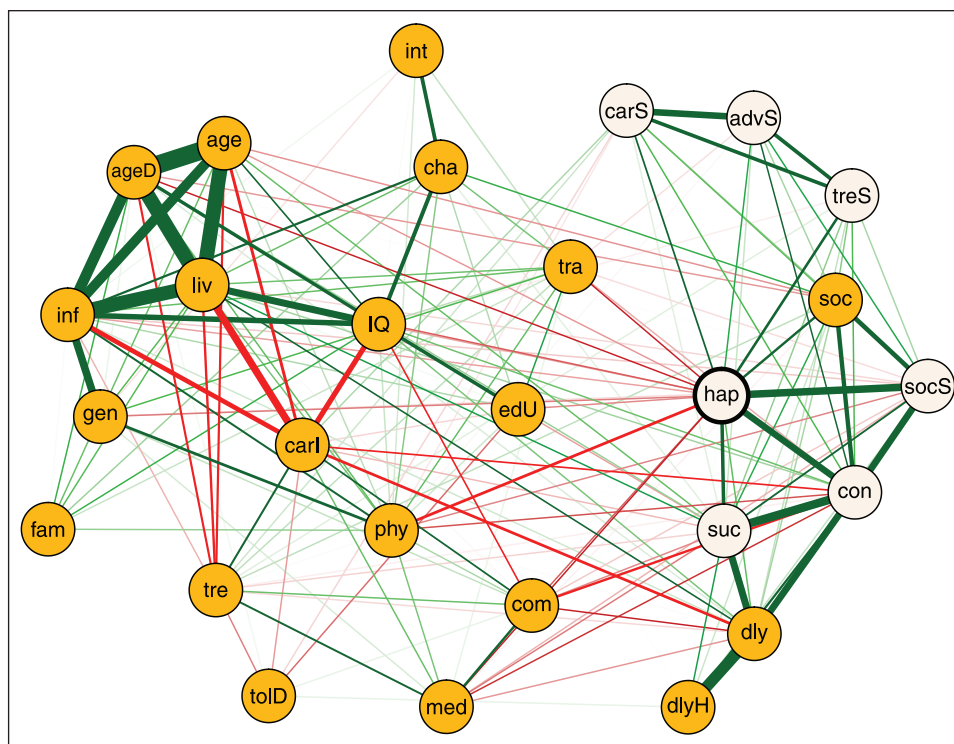 int
carS
advS
age
ageD
cha
treS
tra
liv
soc
inf
IQ
hap
socS
edU
gen
carI
con
fam
phy
suc
tre
com
dly
tolD
med
dlyH